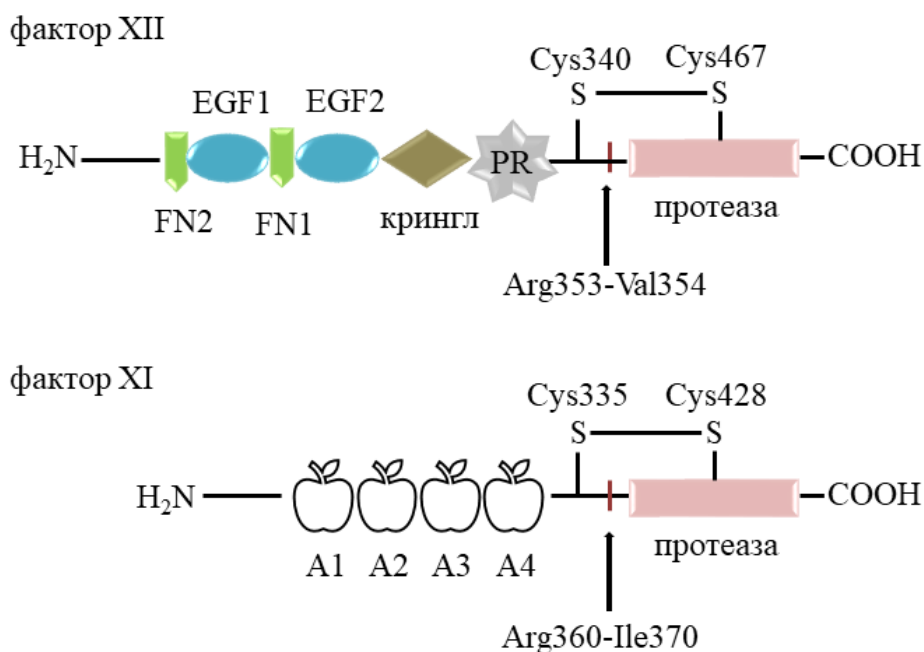 фактор XII
Cys340 Cys467
S S
EGF1 EGF2
H₂N PR COOH
FN2 FN1 крингл протеаза
Arg353-Val354
фактор XI
Cys335 Cys428
S S
H₂N COOH
протеаза
A1 A2 A3 A4
Arg360-Ile370